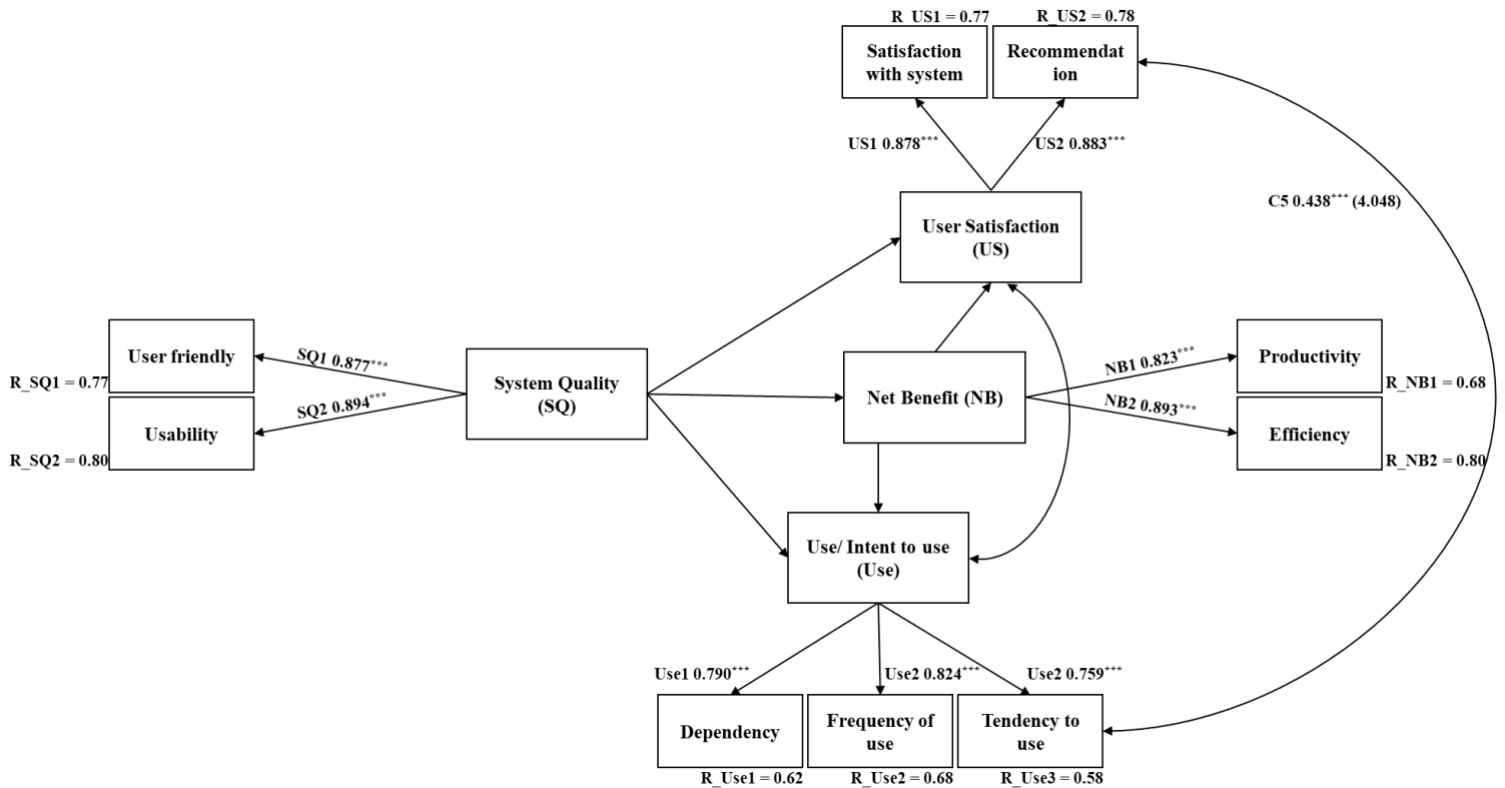 R_US1 = 0.77
R_US2 = 0.78
Satisfaction
with system
Recommendat
ion
US1 0.878***
US2 0.883***
C5 0.438*** (4.048)
User Satisfaction
(US)
User friendly
SQ1 0.877***
R_SQ1 = 0.77
Usability
SQ2 0.894***
R_SQ2 = 0.80
System Quality
(SQ)
Net Benefit (NB)
NB1 0.823***
Productivity
R_NB1 = 0.68
NB2 0.893***
Efficiency
R_NB2 = 0.80
Use/ Intent to use
(Use)
Use1 0.790***
Use2 0.824***
Use2 0.759***
Dependency
Frequency of
use
Tendency to
use
R_Use1 = 0.62
R_Use2 = 0.68
R_Use3 = 0.58